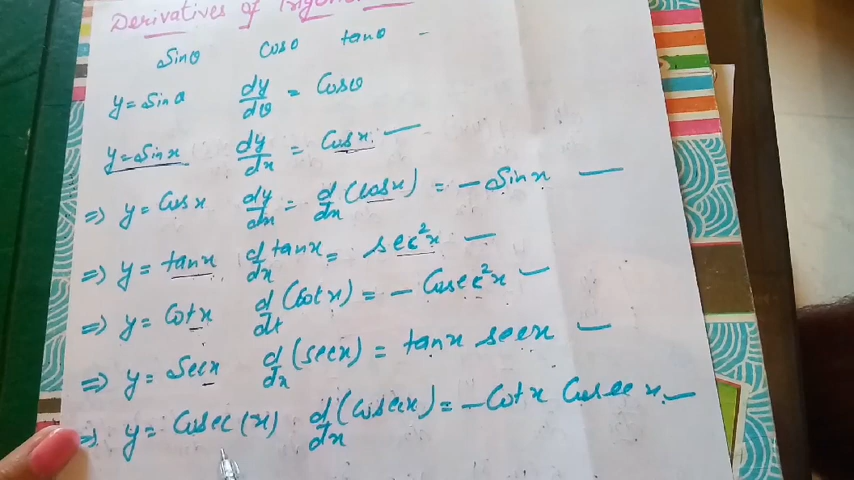 Derivatives of
sinθ cosθ tanθ -
y = sinθ dy/dθ = cosθ
y = sinx dy/dx = cosx
⇒ y = cosx dy/dx = d/dx (cosx) = - sinx
⇒ y = tanx d/dx tanx = sec²x
⇒ y = cotx d/dt (cotx) = - cosec²x
⇒ y = secx d/dx (secx) = tanx secx
⇒ y = cosec(x) d/dx (cosecx) = - cotx cosecx